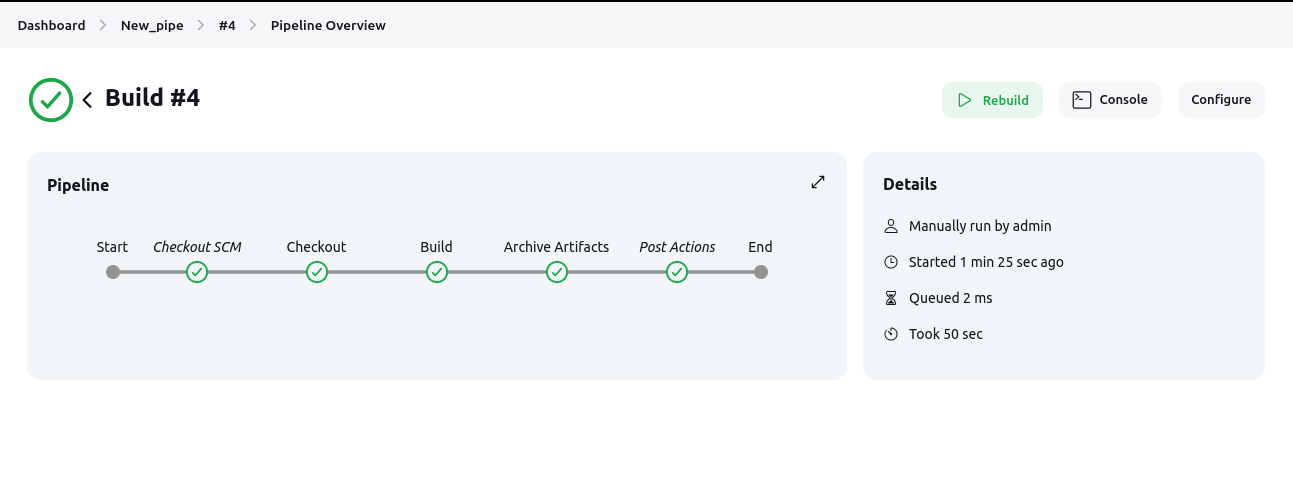 Dashboard New_pipe #4 Pipeline Overview
Build #4
Rebuild Console Configure
Pipeline
Start Checkout SCM Checkout Build Archive Artifacts Post Actions End
Details
Manually run by admin
Started 1 min 25 sec ago
Queued 2 ms
Took 50 sec